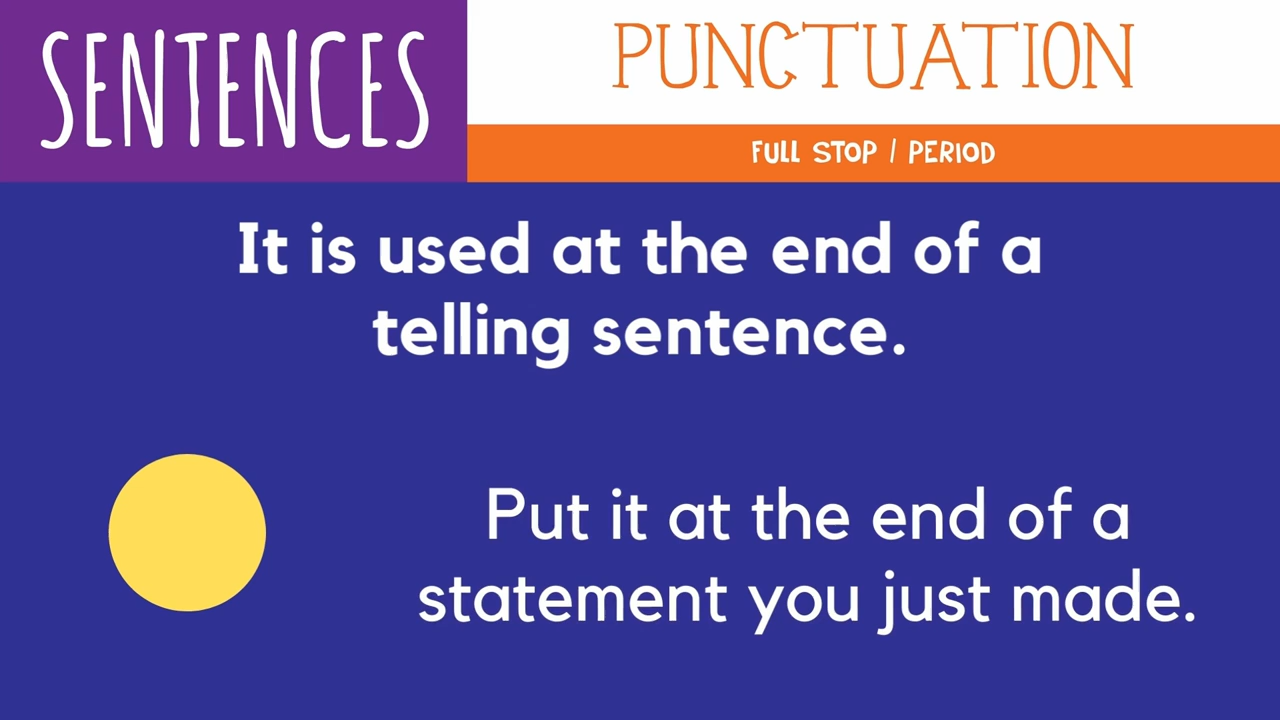 SENTENCES
PUNCTUATION
FULL STOP / PERIOD
It is used at the end of a
telling sentence.
Put it at the end of a
statement you just made.